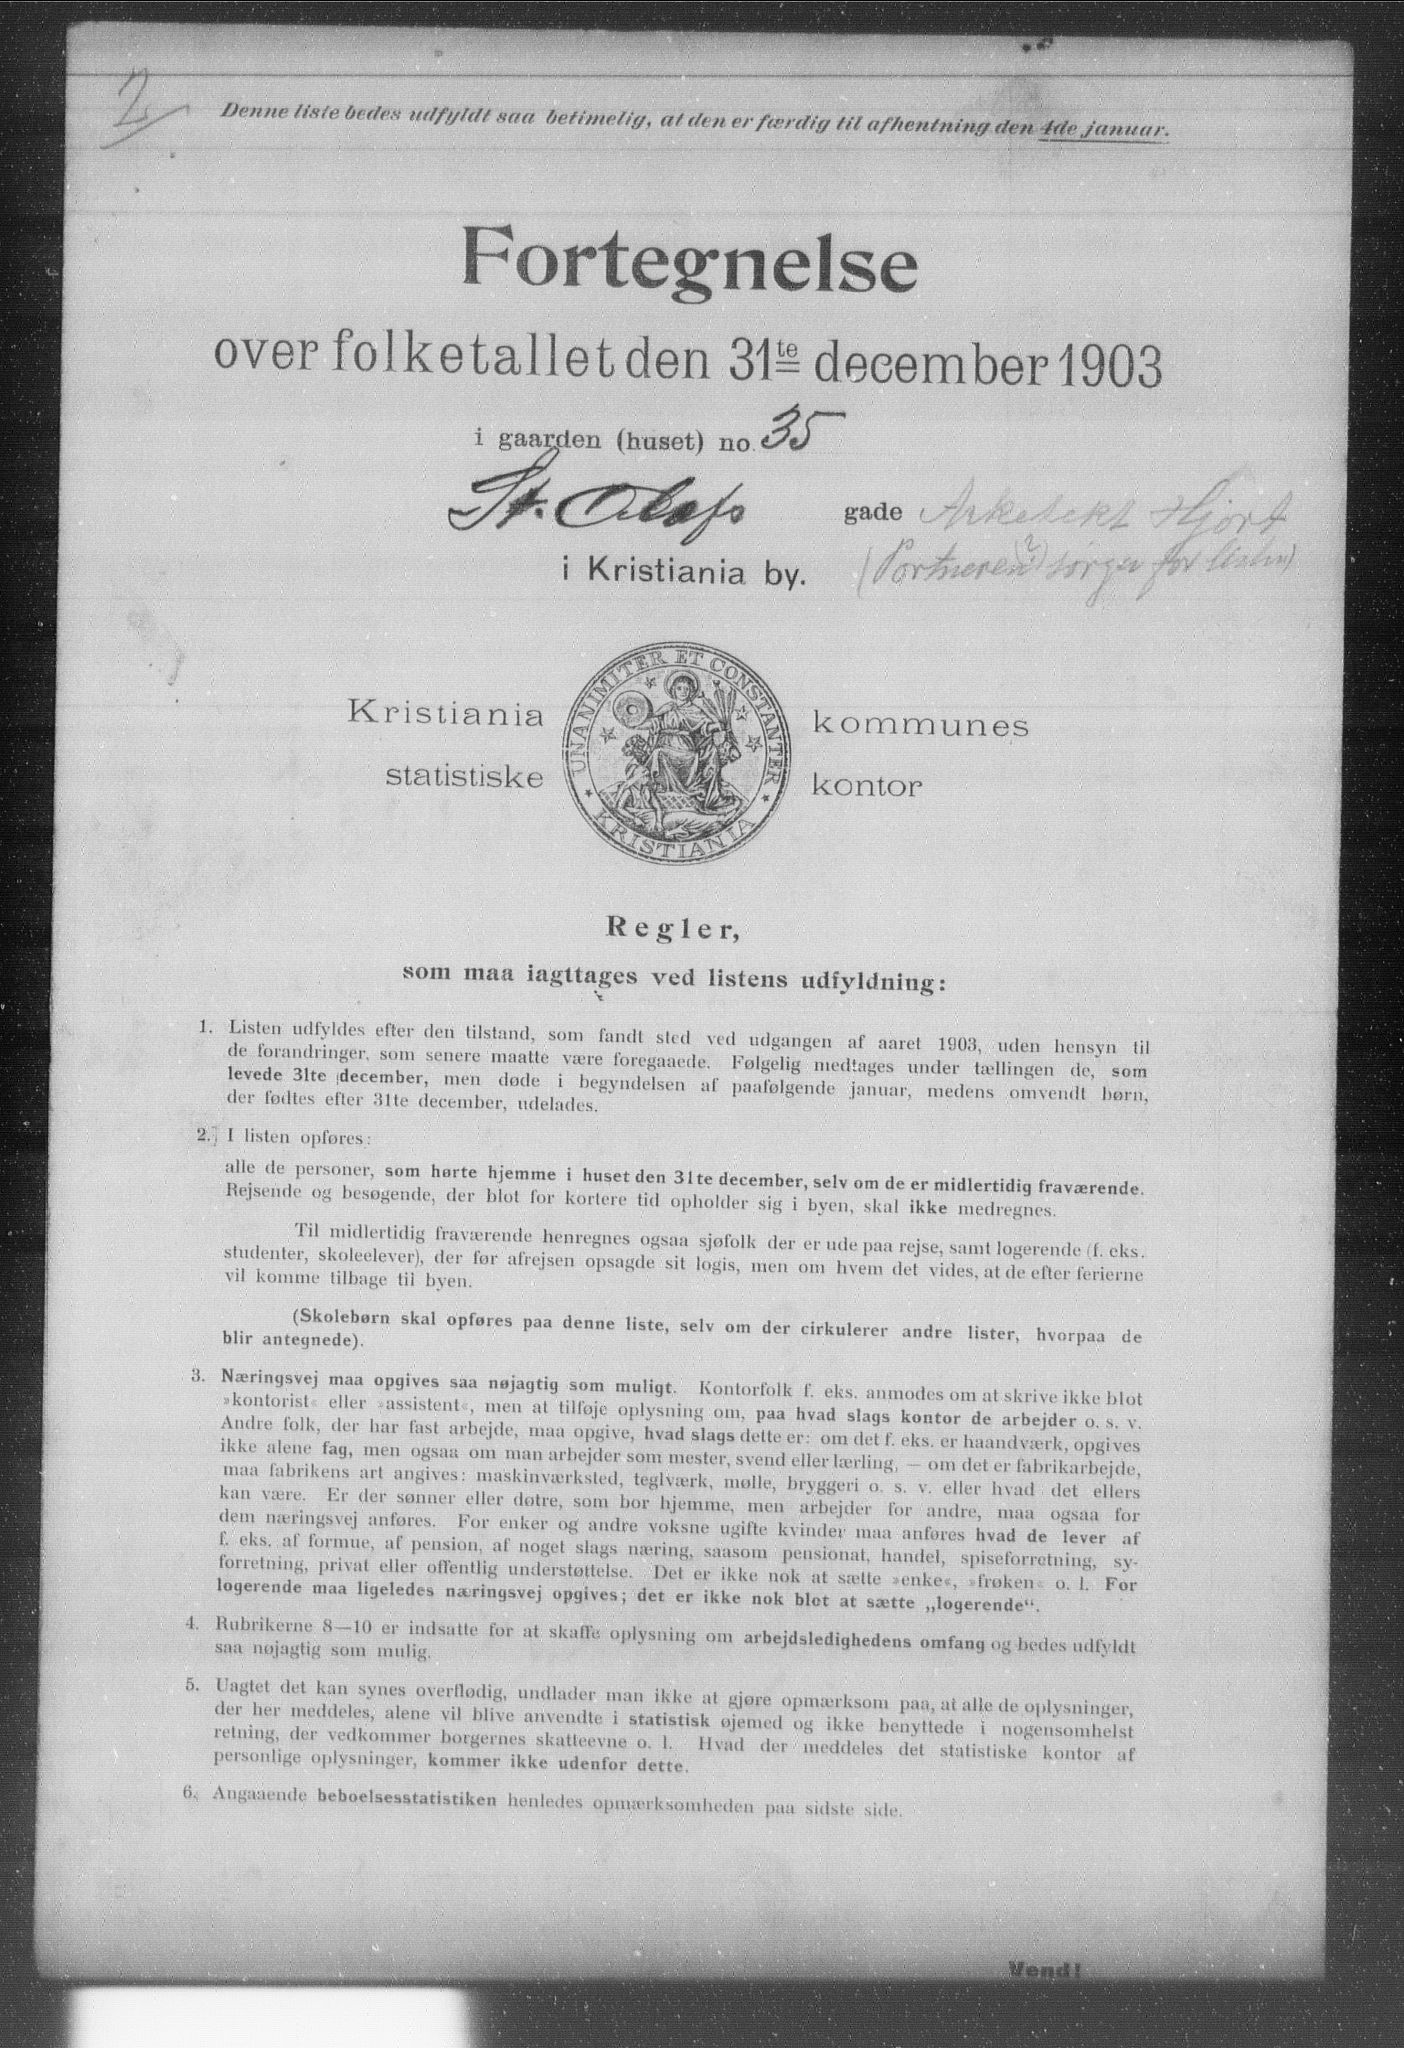 2
Denne liste bedes udfyldt saa betimelig, at den er færdig til afhentning den 4de januar.
Fortegnelse
over folketallet den 31te december 1903
i gaarden (huset) no. 35
St. Olafs gade Arkitekt Hjort
(Portneren (?) sørger for
i Kristiania by.
UNANIMITER ET CONSTANTER
KRISTIANIA
Kristiania kommunes
statistiske kontor
Regler,
som maa iagttages ved listens udfyldning:
1. Listen udfyldes efter den tilstand, som fandt sted ved udgangen af aaret 1903, uden hensyn til
de forandringer, som senere maatte være foregaaede. Følgelig medtages under tællingen de, som
levede 31te december, men døde i begyndelsen af paafølgende januar, medens omvendt børn,
der fødtes efter 31te december, udelades.
2. I listen opføres:
alle de personer, som hørte hjemme i huset den 31te december, selv om de er midlertidig fraværende.
Rejsende og besøgende, der blot for kortere tid opholder sig i byen, skal ikke medregnes.
Til midlertidig fraværende henregnes ogsaa sjøfolk der er ude paa rejse, samt logerende (f. eks.
studenter, skoleelever), der før afrejsen opsagde sit logis, men om hvem det vides, at de efter ferierne
vil komme tilbage til byen.
(Skolebørn skal opføres paa denne liste, selv om der cirkulerer andre lister, hvorpaa de
blir antegnede).
3. Næringsvej maa opgives saa nøjagtig som muligt. Kontorfolk f. eks. anmodes om at skrive ikke blot
»kontorist« eller »assistent«, men at tilføje oplysning om, paa hvad slags kontor de arbejder o. s. v.
Andre folk, der har fast arbejde, maa opgive, hvad slags dette er: om det f. eks. er haandværk, opgives
ikke alene fag, men ogsaa om man arbejder som mester, svend eller lærling, — om det er fabrikarbejde,
maa fabrikens art angives: maskinværksted, teglværk, mølle, bryggeri o. s. v. eller hvad det ellers
kan være. Er der sønner eller døtre, som bor hjemme, men arbejder for andre, maa ogsaa for
dem næringsvej anføres. For enker og andre voksne ugifte kvinder maa anføres hvad de lever af
f. eks. af formue, af pension, af noget slags næring, saasom pensionat, handel, spiseforretning, sy-
forretning, privat eller offentlig understøttelse. Det er ikke nok at sætte »enke«, »frøken« o. l. For
logerende maa ligeledes næringsvej opgives; det er ikke nok blot at sætte „logerende“.
4. Rubrikerne 8—10 er indsatte for at skaffe oplysning om arbejdsledighedens omfang og bedes udfyldt
saa nøjagtig som mulig.
5. Uagtet det kan synes overflødig, undlader man ikke at gjøre opmærksom paa, at alle de oplysninger,
der her meddeles, alene vil blive anvendte i statistisk øjemed og ikke benyttede i nogensomhelst
retning, der vedkommer borgernes skatteevne o. l. Hvad der meddeles det statistiske kontor af
personlige oplysninger, kommer ikke udenfor dette.
6. Angaaende beboelsesstatistiken henledes opmærksomheden paa sidste side.
Vend!